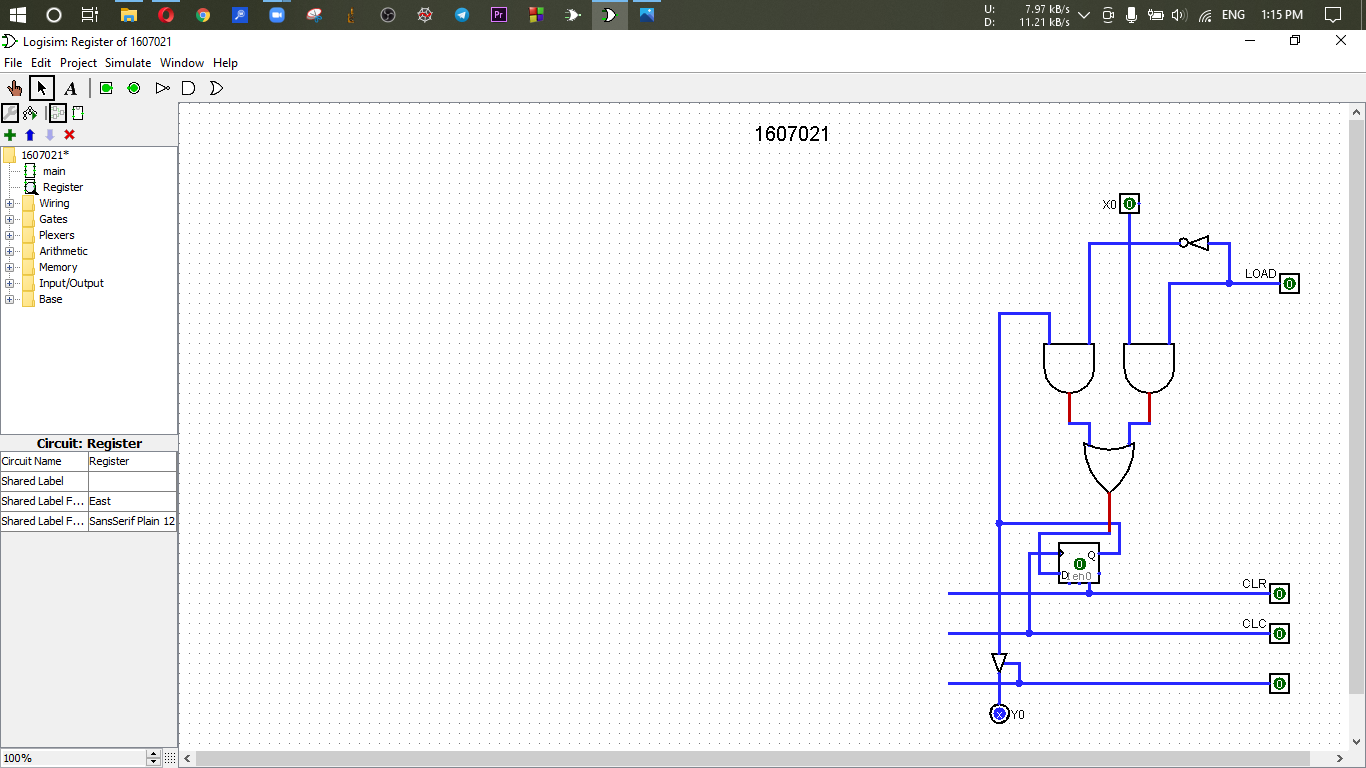 U: 7.97 kB/s
D: 11.21 kB/s
ENG 1:15 PM
Logisim: Register of 1607021
File Edit Project Simulate Window Help
A
1607021*
main
Register
Wiring
Gates
Plexers
Arithmetic
Memory
Input/Output
Base
Circuit: Register
Circuit Name Register
Shared Label
Shared Label F... East
Shared Label F... SansSerif Plain 12
100%
1607021
X0 0
LOAD 0
Q
0
D en0
CLR 0
CLC 0
0
x Y0